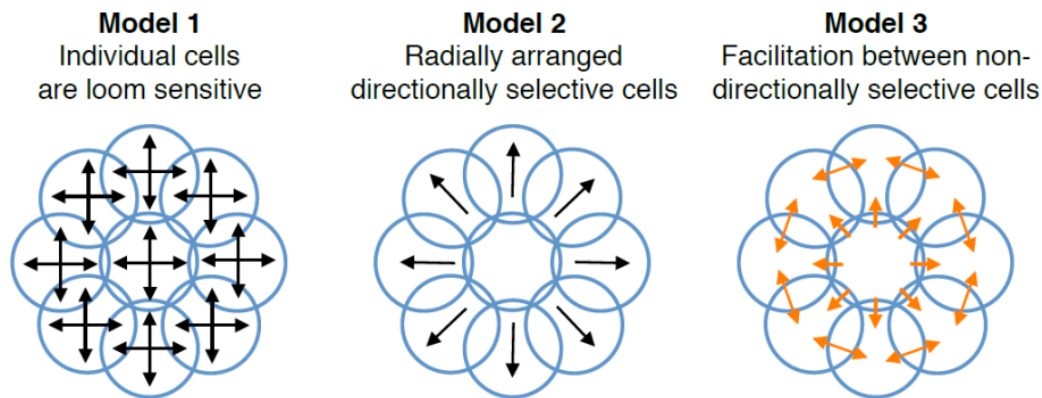 Model 1
Individual cells
are loom sensitive
Model 2
Radially arranged
directionally selective cells
Model 3
Facilitation between non-
directionally selective cells